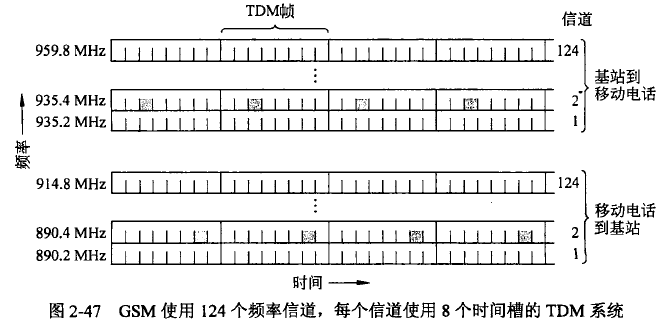 TDM帧
信道
959.8 MHz
124
935.4 MHz
2
935.2 MHz
1
基站到
移动电话
频率
914.8 MHz
124
890.4 MHz
2
890.2 MHz
1
移动电话
到基站
时间
图 2-47 GSM 使用 124 个频率信道，每个信道使用 8 个时间槽的 TDM 系统